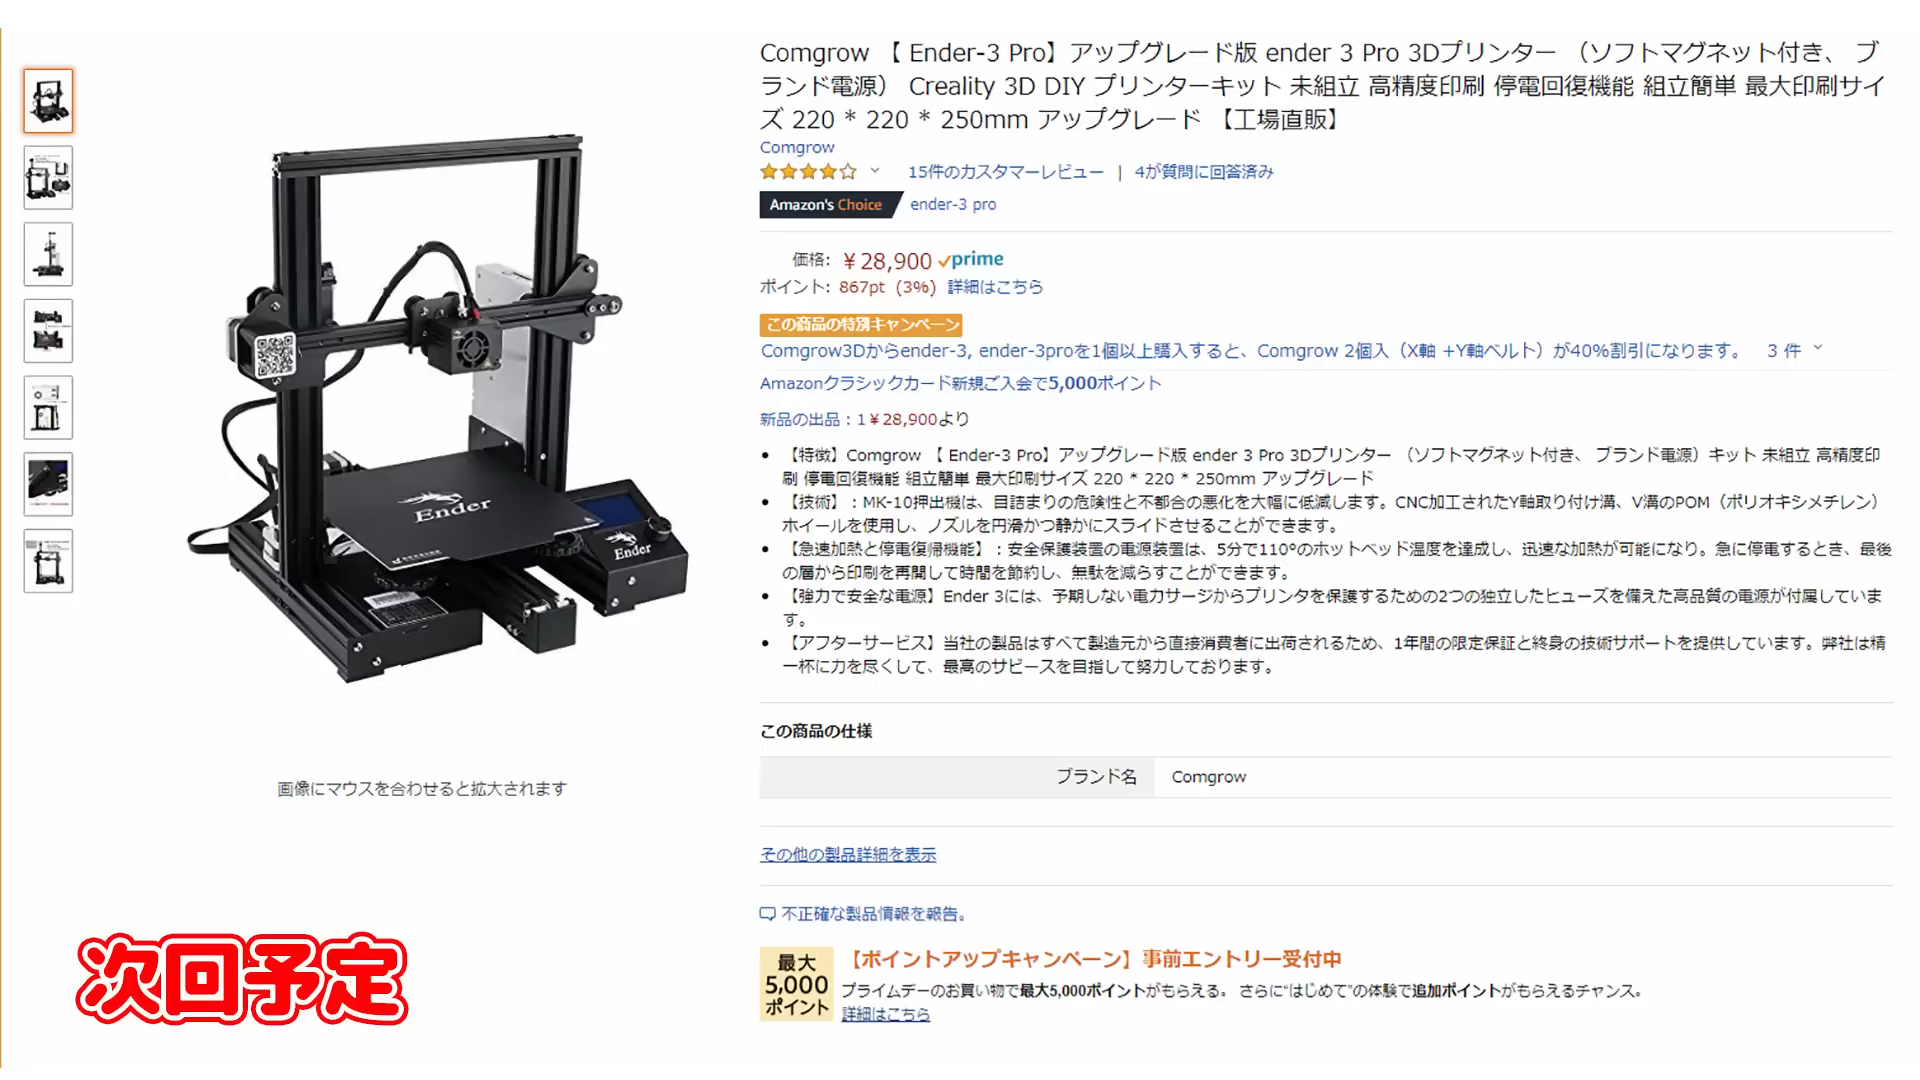 Comgrow 【 Ender-3 Pro】アップグレード版 ender 3 Pro 3Dプリンター （ソフトマグネット付き、 ブ
ランド電源） Creality 3D DIY プリンターキット 未組立 高精度印刷 停電回復機能 組立簡単 最大印刷サイ
ズ 220 * 220 * 250mm アップグレード 【工場直販】
Comgrow
15件のカスタマーレビュー | 4が質問に回答済み
Amazon's Choice ender-3 pro
価格: ￥28,900 prime
ポイント: 867pt (3%) 詳細はこちら
この商品の特別キャンペーン
Comgrow3Dからender-3, ender-3proを1個以上購入すると、Comgrow 2個入（X軸 +Y軸ベルト）が40%割引になります。 3 件
Amazonクラシックカード新規ご入会で5,000ポイント
新品の出品：1￥28,900より
【特徴】Comgrow 【 Ender-3 Pro】アップグレード版 ender 3 Pro 3Dプリンター （ソフトマグネット付き、 ブランド電源）キット 未組立 高精度印
刷 停電回復機能 組立簡単 最大印刷サイズ 220 * 220 * 250mm アップグレード
【技術】：MK-10押出機は、目詰まりの危険性と不都合の悪化を大幅に低減します。CNC加工されたY軸取り付け溝、V溝のPOM（ポリオキシメチレン）
ホイールを使用し、ノズルを円滑かつ静かにスライドさせることができます。
【急速加熱と停電復帰機能】：安全保護装置の電源装置は、5分で110°のホットベッド温度を達成し、迅速な加熱が可能になり。急に停電するとき、最後
の層から印刷を再開して時間を節約し、無駄を減らすことができます。
【強力で安全な電源】Ender 3には、予期しない電力サージからプリンタを保護するための2つの独立したヒューズを備えた高品質の電源が付属していま
す。
【アフターサービス】当社の製品はすべて製造元から直接消費者に出荷されるため、1年間の限定保証と終身の技術サポートを提供しています。弊社は精
一杯に力を尽くして、最高のサビースを目指して努力しております。
Ender
Ender
画像にマウスを合わせると拡大されます
この商品の仕様
ブランド名 Comgrow
その他の製品詳細を表示
不正確な製品情報を報告。
次回予定
最大
5,000
ポイント
【ポイントアップキャンペーン】事前エントリー受付中
プライムデーのお買い物で最大5,000ポイントがもらえる。 さらに“はじめて”の体験で追加ポイントがもらえるチャンス。
詳細はこちら